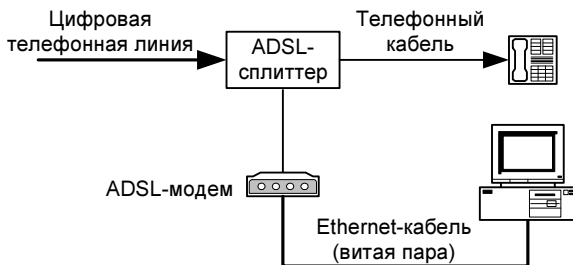 Цифровая
телефонная линия
ADSL-
сплиттер
Телефонный
кабель
ADSL-модем
Ethernet-кабель
(витая пара)